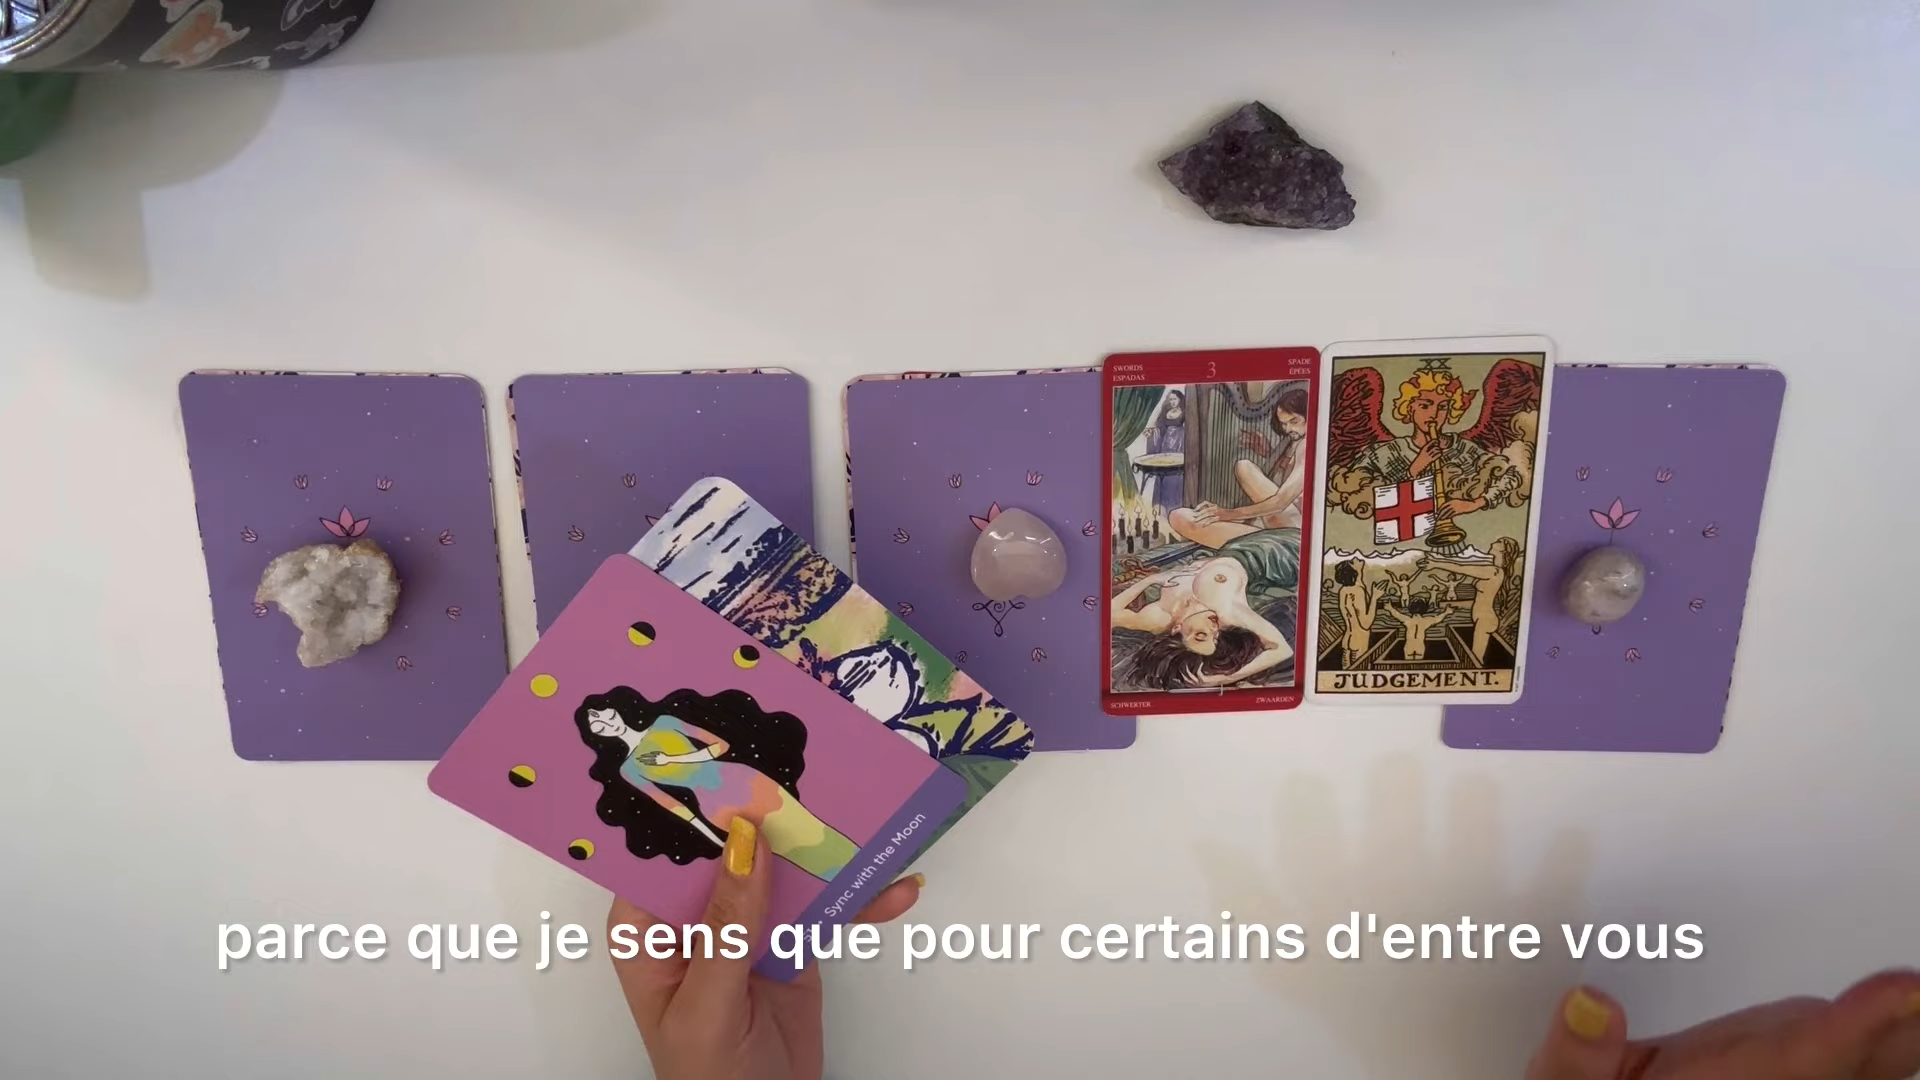 SWORDS
ESPADAS
3
SPADE
ÉPÉES
XX
SCHWERTER
ZWAARDEN
JUDGEMENT.
Sync with the Moon
parce que je sens que pour certains d'entre vous